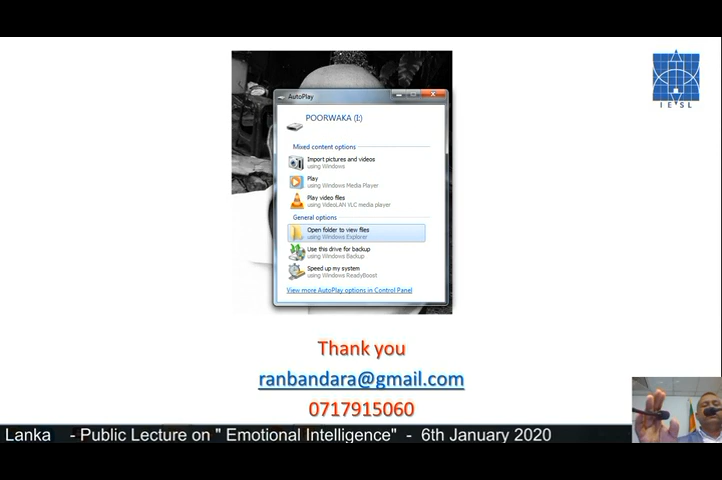 AutoPlay
POORWAKA (I:)
Mixed content options
Import pictures and videos
using Windows
Play
using Windows Media Player
Play video files
using VideoLAN VLC media player
General options
Open folder to view files
using Windows Explorer
Use this drive for backup
using Windows Backup
Speed up my system
using Windows ReadyBoost
View more AutoPlay options in Control Panel
IESL
Thank you
ranbandara@gmail.com
0717915060
Lanka - Public Lecture on " Emotional Intelligence" - 6th January 2020